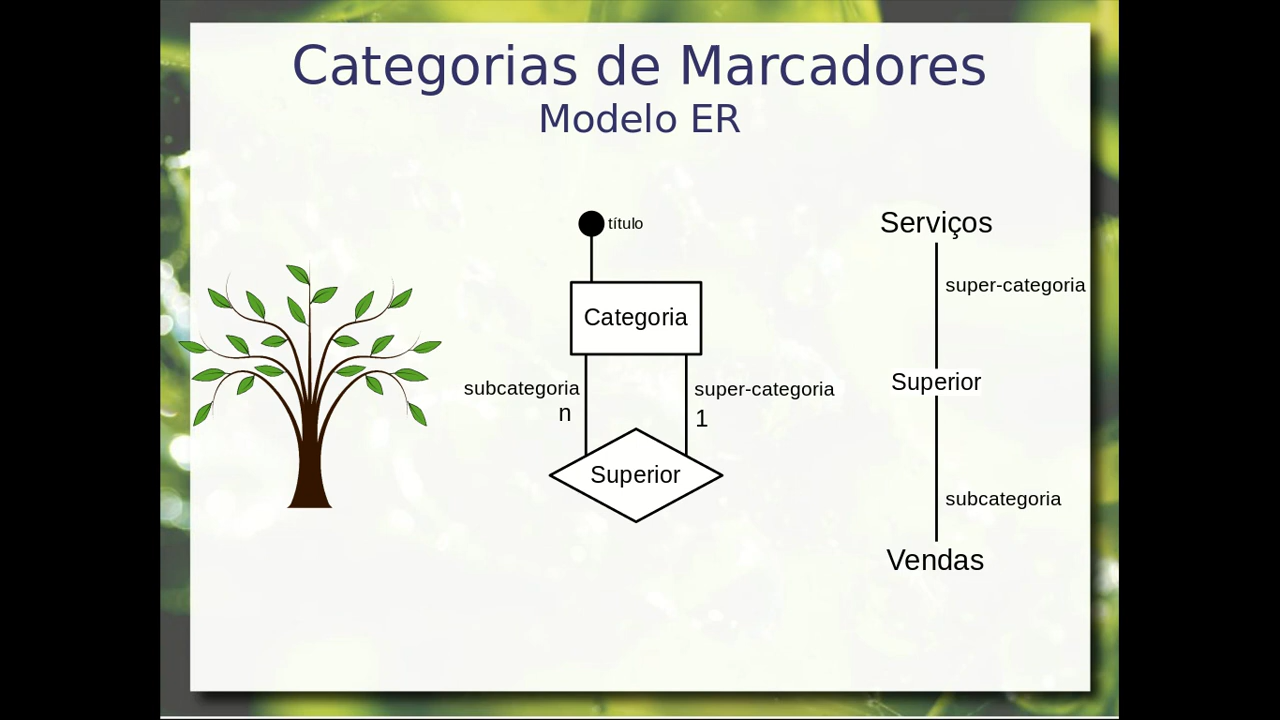 Categorias de Marcadores
Modelo ER
título
Categoria
subcategoria
n
super-categoria
1
Superior
Serviços
super-categoria
Superior
subcategoria
Vendas